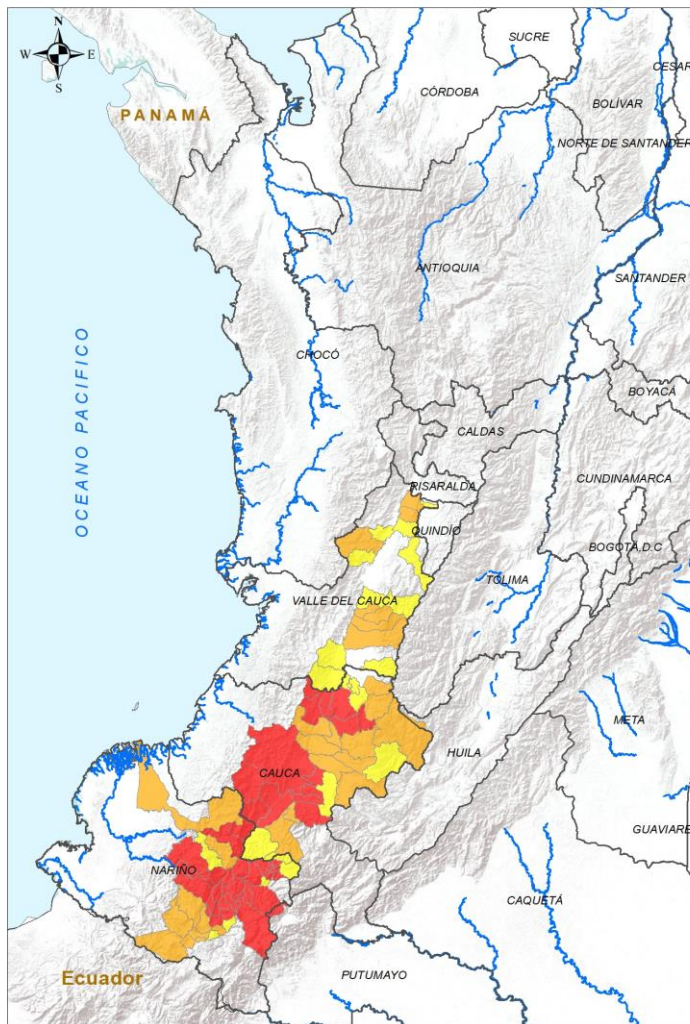 N
W E
S
SUCRE
CESAR
CÓRDOBA
BOLÍVAR
PANAMÁ
NORTE DE SANTANDER
ANTIOQUIA
SANTANDER
OCEANO PACIFICO
CHOCÓ
BOYACÁ
CALDAS
RISARALDA
CUNDINAMARCA
QUINDÍO
BOGOTÁ,D.C
TOLIMA
VALLE DEL CAUCA
META
HUILA
CAUCA
GUAVIARE
NARIÑO
CAQUETÁ
PUTUMAYO
Ecuador